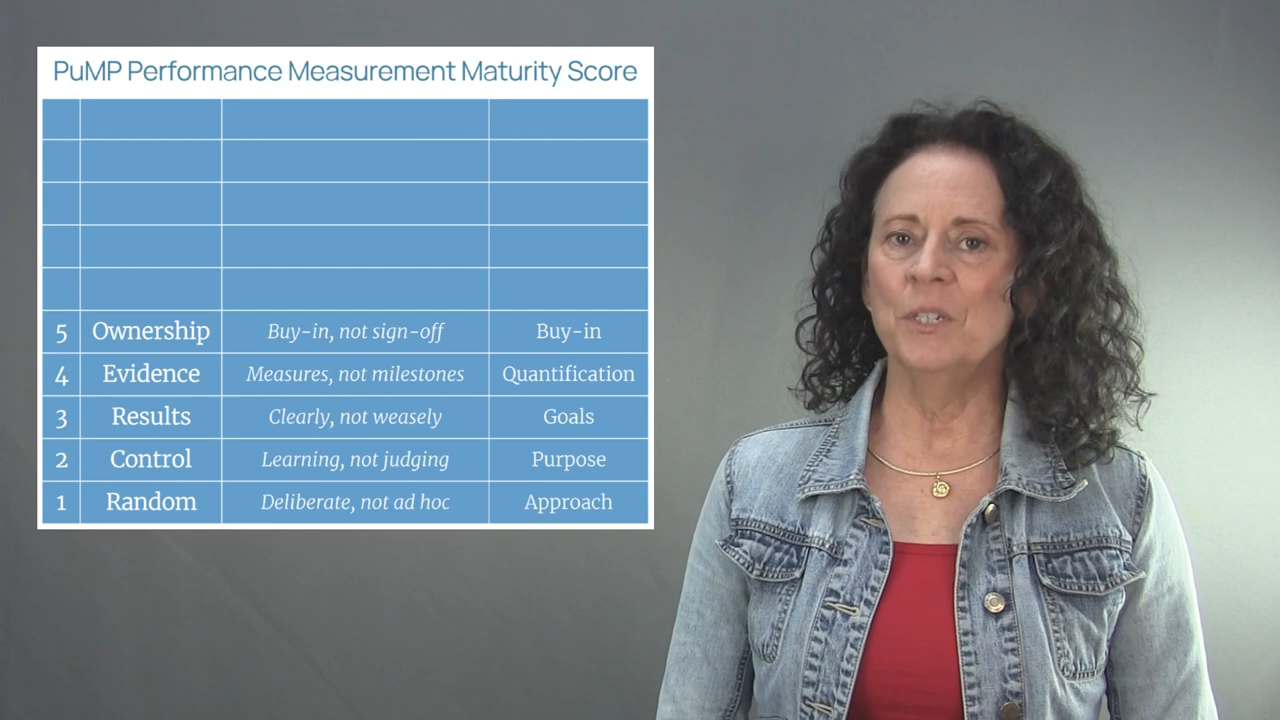 PuMP Performance Measurement Maturity Score
5 Ownership Buy-in, not sign-off Buy-in
4 Evidence Measures, not milestones Quantification
3 Results Clearly, not weasely Goals
2 Control Learning, not judging Purpose
1 Random Deliberate, not ad hoc Approach